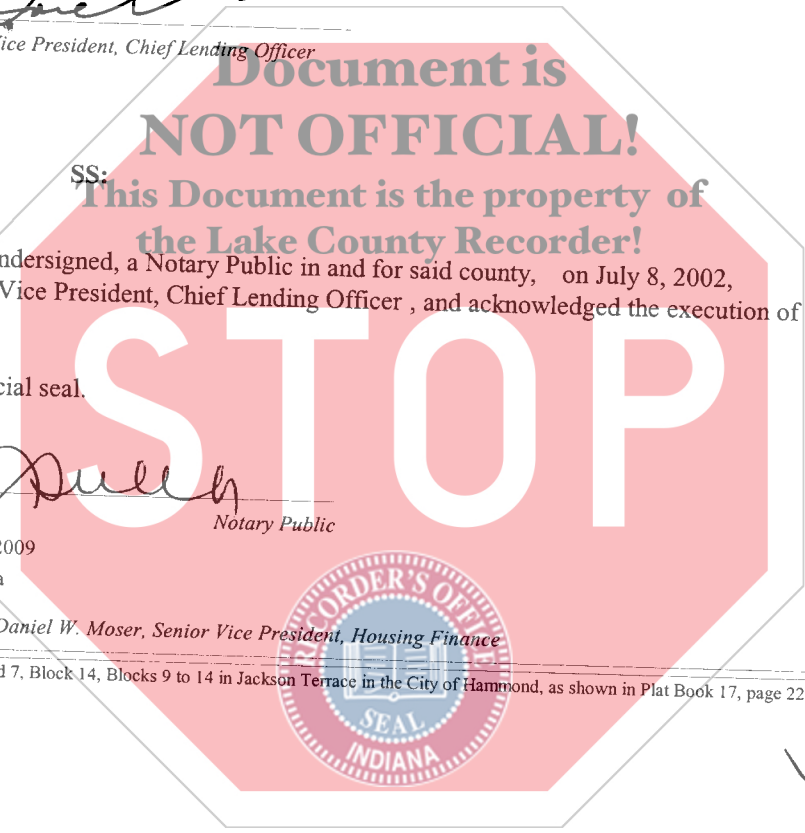 ice President, Chief Lending Officer
Document is
NOT OFFICIAL!
SS:
This Document is the property of
the Lake County Recorder!
ndersigned, a Notary Public in and for said county, on July 8, 2002,
Vice President, Chief Lending Officer , and acknowledged the execution of
STOP
cial seal.
Notary Public
2009
a
Daniel W. Moser, Senior Vice President, Housing Finance
d 7, Block 14, Blocks 9 to 14 in Jackson Terrace in the City of Hammond, as shown in Plat Book 17, page 22
RECORDER'S OFFICE
SEAL
INDIANA